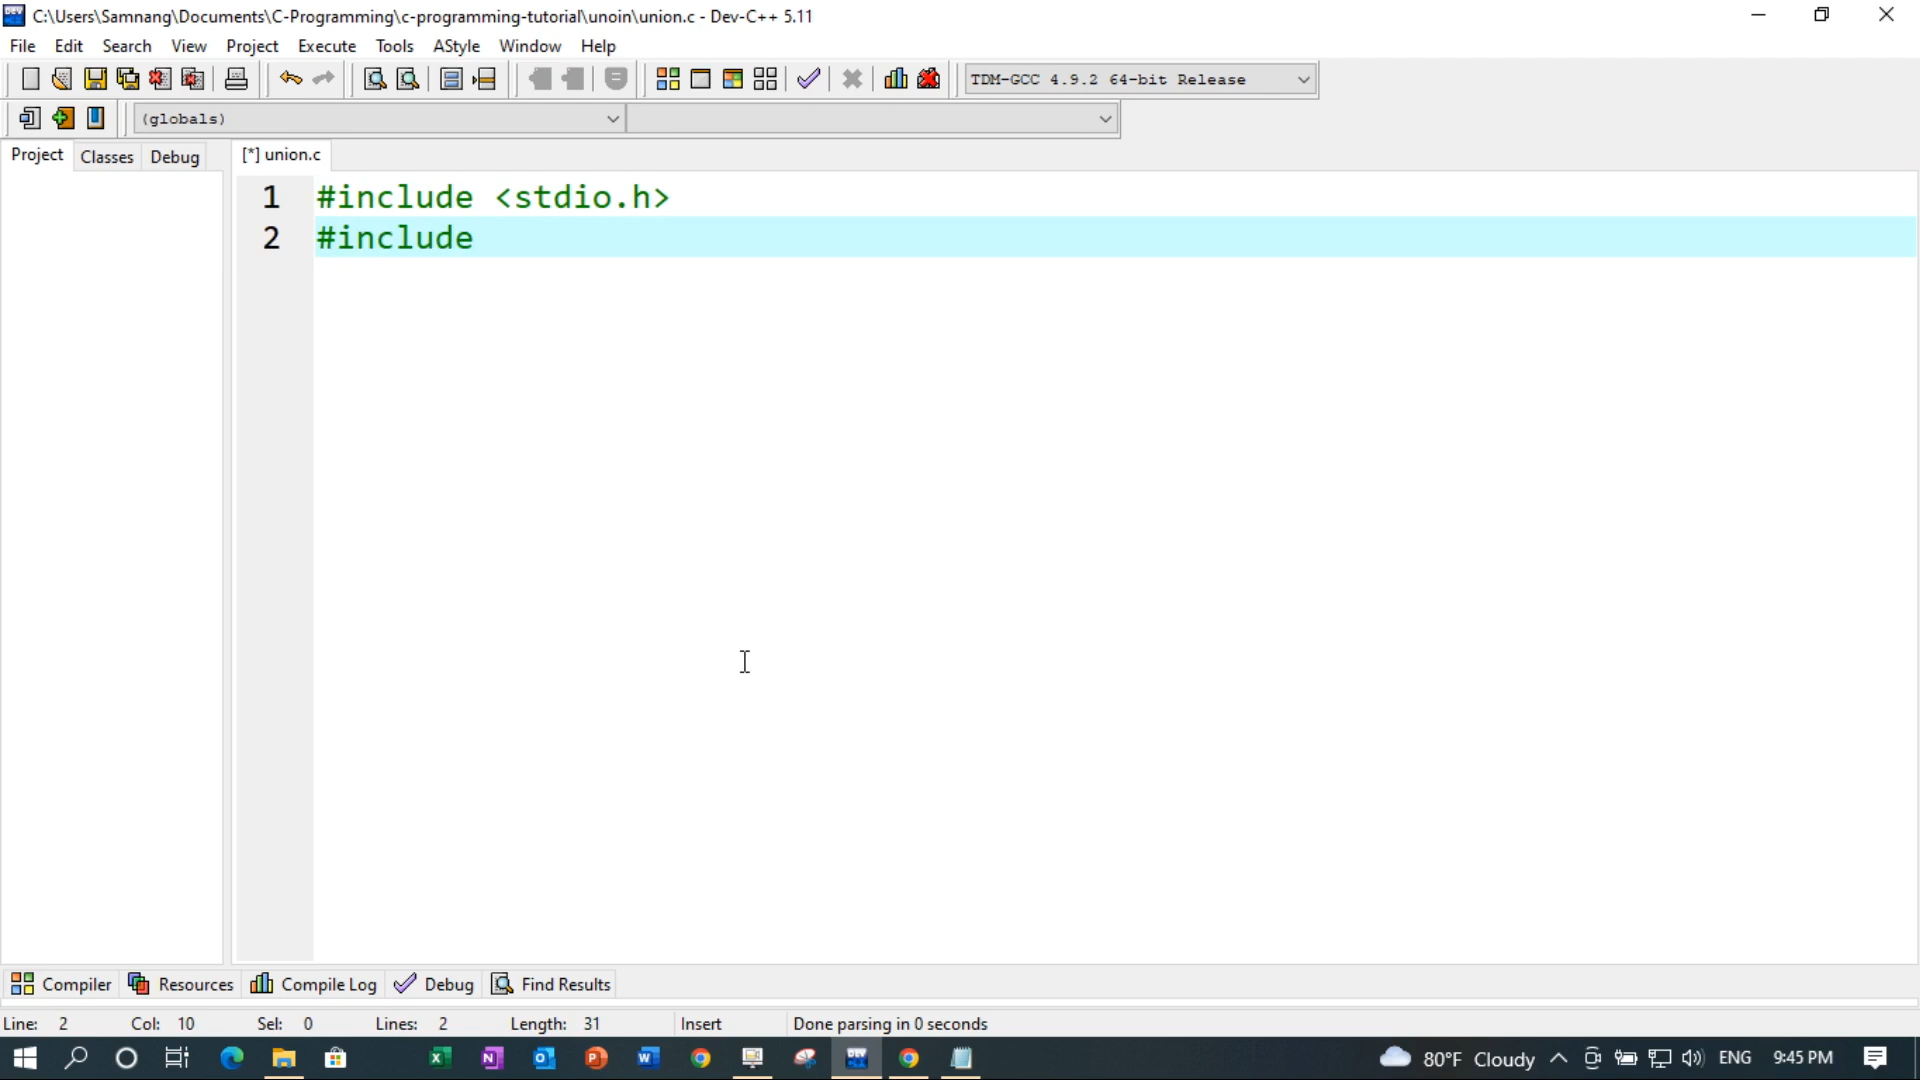 C:\Users\Samnang\Documents\C-Programming\c-programming-tutorial\unoin\union.c - Dev-C++ 5.11
File Edit Search View Project Execute Tools AStyle Window Help
TDM-GCC 4.9.2 64-bit Release
(globals)
Project Classes Debug [*] union.c
1 #include <stdio.h>
2 #include
Compiler Resources Compile Log Debug Find Results
Line: 2 Col: 10 Sel: 0 Lines: 2 Length: 31 Insert Done parsing in 0 seconds
80°F Cloudy ENG 9:45 PM